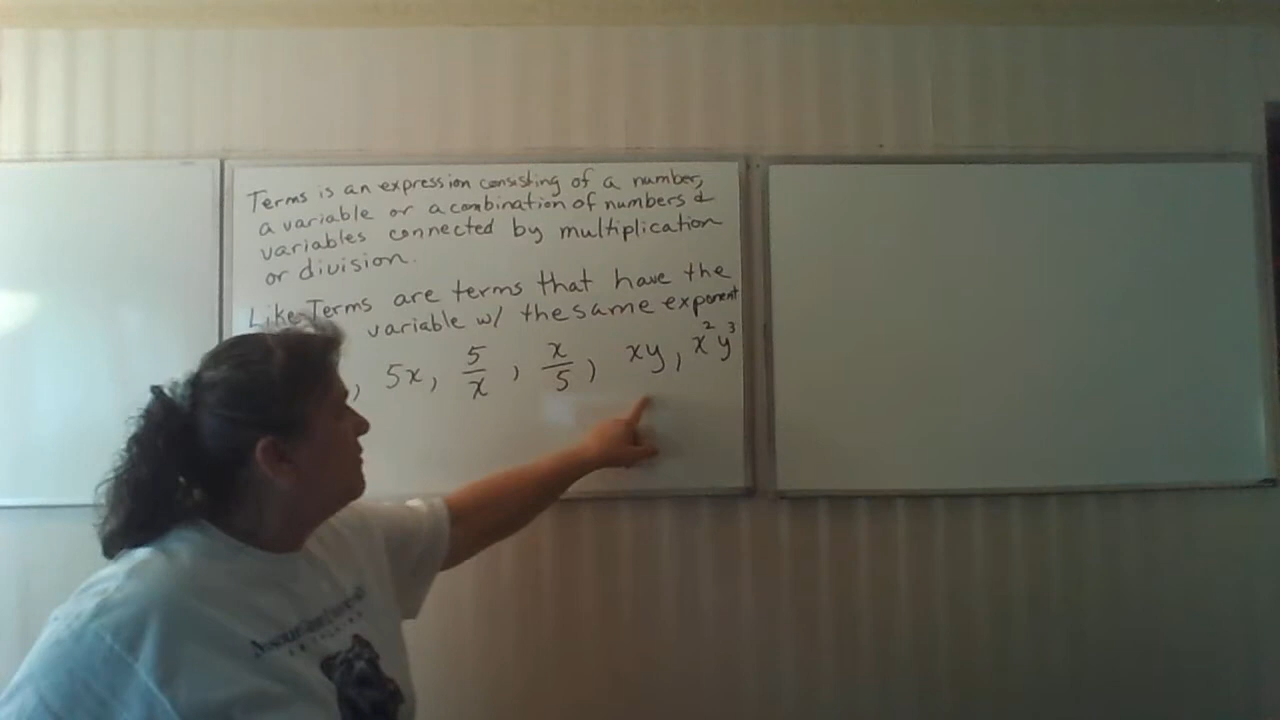 Terms is an expression consisting of a number,
a variable or a combination of numbers &
variables connected by multiplication
or division.
Like Terms are terms that have the
variable w/ the same exponent
, 5x, 5/x, x/5, xy, x²y³